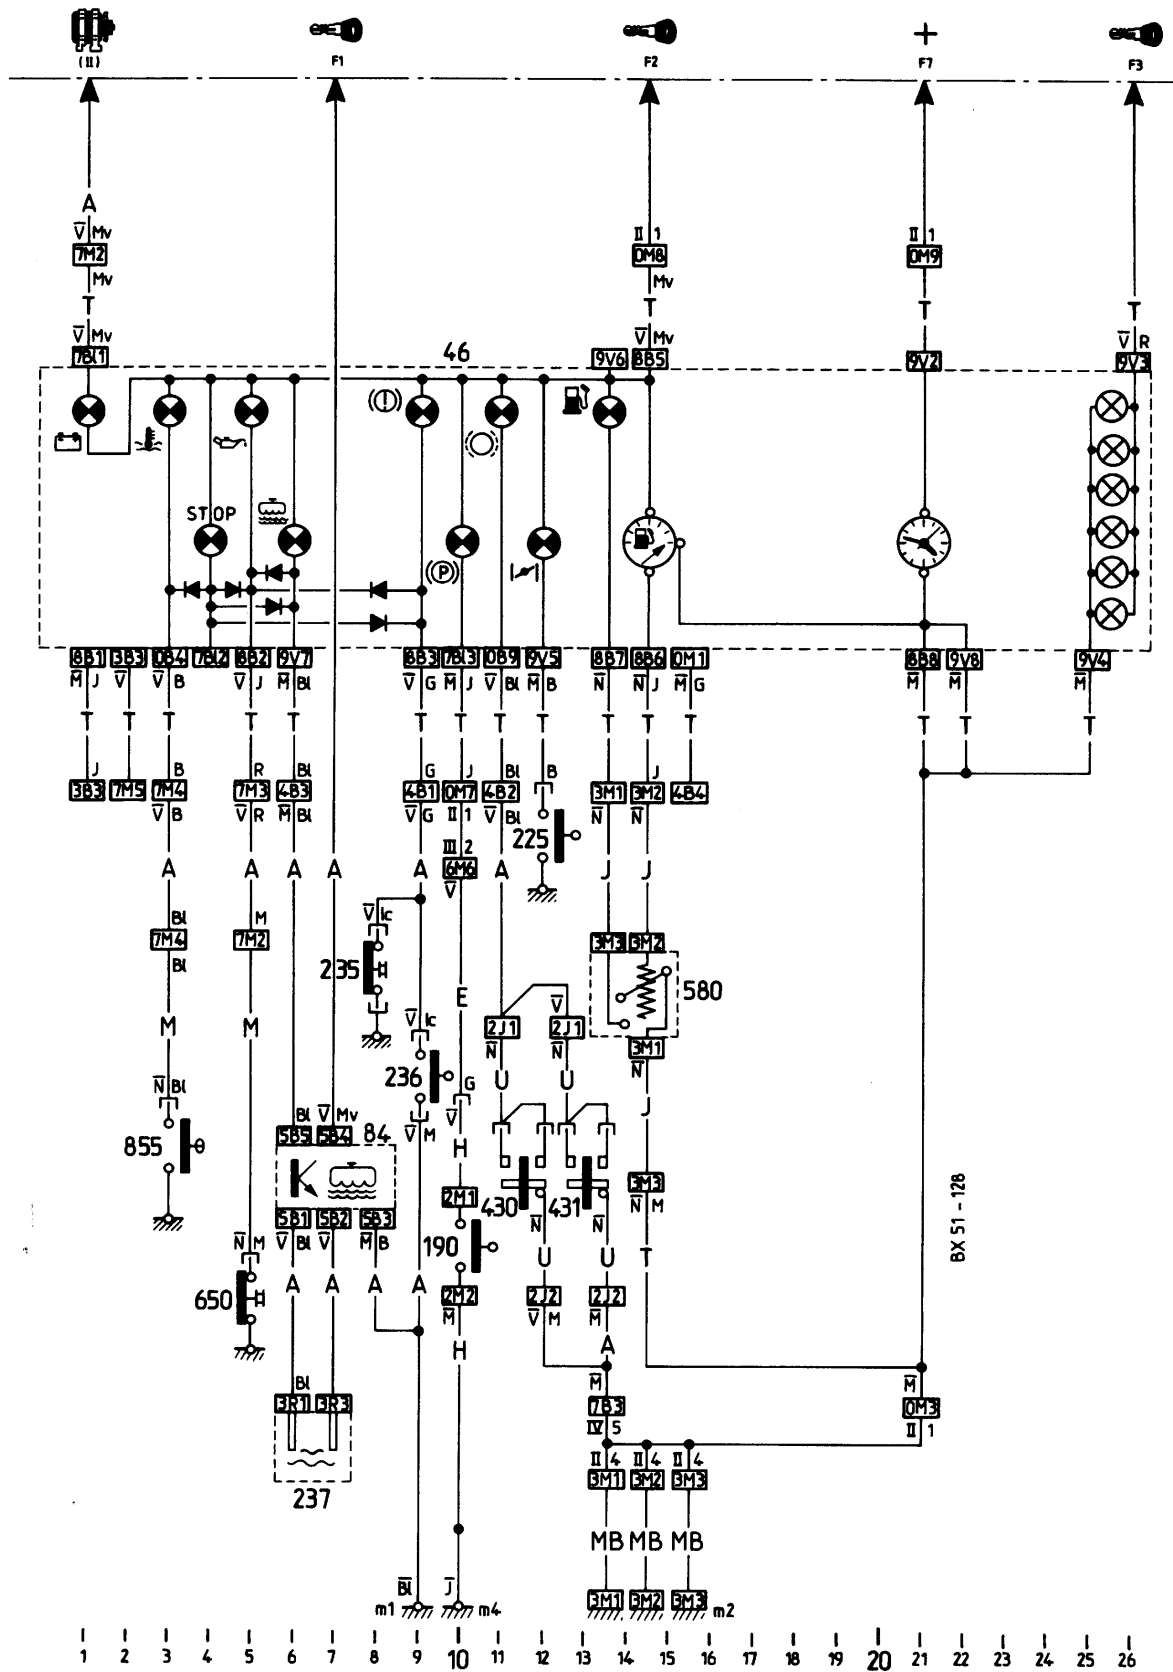 (II) F1 F2 + F7 F3
A
V Mv II 1 II 1
7M2 0M8 0M9
Mv Mv
T T T T
V Mv V Mv V R
7Bl1 46 9V6 8B5 9V2 9V3
STOP
P
8B1 3B3 0B4 7Bl2 8B2 9V7 8B3 7Bl3 0B9 9V5 8B7 8B6 0M1 8B8 9V8 9V4
M J V V B V J M Bl V G M J V Bl M B N N J M G M M M
T T T T T T T T T T T T T T T
J B R Bl G J Bl B J
3B3 7M5 7M4 7M3 4B3 4B1 0M7 4B2 3M1 3M2 4B4
V B V R M Bl V G II 1 V Bl N N
225
III 2
A A A A A 6M6 A J J
V
V Ic
Bl M
7M4 7M2 3M3 3M2
Bl
235 580
E V
M M V Ic 2J1 2J1
N N 3M1
N
236 U U
N Bl G
Bl V Mv V J
5B5 5B4 84 V M
855 H
3M3
2M1 430 431 N M
5B1 5B2 5B3 N N
V Bl V M B
190 BX 51-128
N M U U T
650 A A A 2M2 2J2 2J2
M V M M
H A
Bl M M
3R1 3R3 7B3 0M3
IV 5 II 1
II 4 II 4 II 4
3M1 3M2 3M3
237
MB MB MB
Bl J
m1 m4 3M1 3M2 3M3 m2
1 2 3 4 5 6 7 8 9 10 11 12 13 14 15 16 17 18 19 20 21 22 23 24 25 26